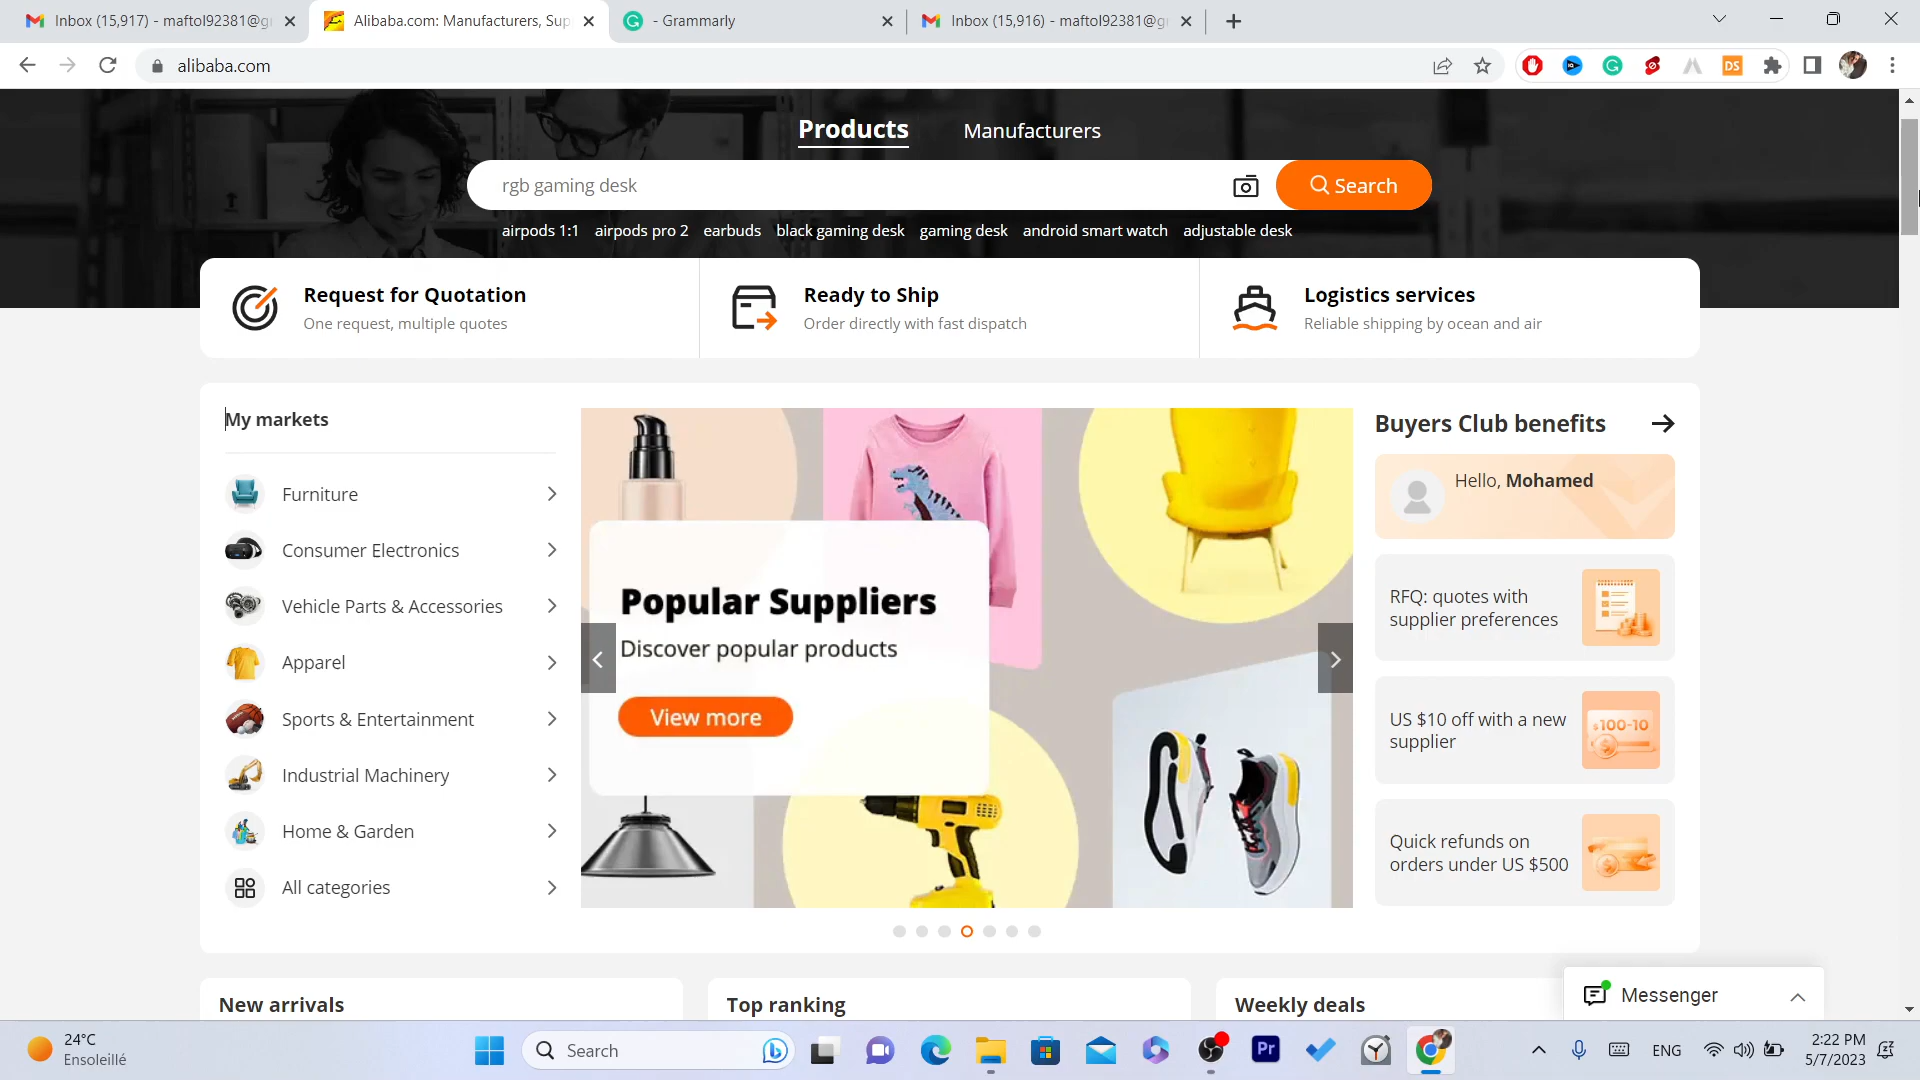 Inbox (15,917) - maftol92381@g
Alibaba.com: Manufacturers, Sup
- Grammarly
Inbox (15,916) - maftol92381@g
alibaba.com
DS
Products
Manufacturers
rgb gaming desk
Search
airpods 1:1 airpods pro 2 earbuds black gaming desk gaming desk android smart watch adjustable desk
Request for Quotation
One request, multiple quotes
Ready to Ship
Order directly with fast dispatch
Logistics services
Reliable shipping by ocean and air
My markets
Furniture
Consumer Electronics
Vehicle Parts & Accessories
Apparel
Sports & Entertainment
Industrial Machinery
Home & Garden
All categories
Popular Suppliers
Discover popular products
View more
Buyers Club benefits
Hello, Mohamed
RFQ: quotes with
supplier preferences
US $10 off with a new
supplier
$100-10
Quick refunds on
orders under US $500
New arrivals
Top ranking
Weekly deals
Messenger
24°C
Ensoleillé
Search
Pr
ENG
2:22 PM
5/7/2023